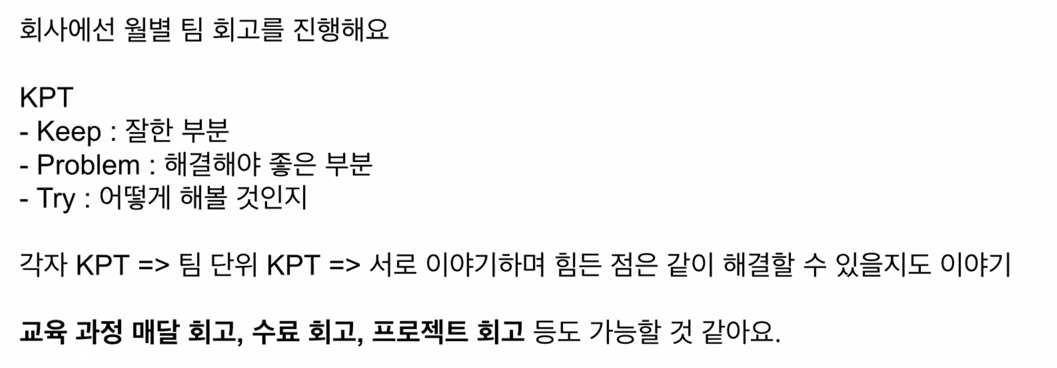 회사에선 월별 팀 회고를 진행해요
KPT
- Keep : 잘한 부분
- Problem : 해결해야 좋은 부분
- Try : 어떻게 해볼 것인지
각자 KPT => 팀 단위 KPT => 서로 이야기하며 힘든 점은 같이 해결할 수 있을지도 이야기
교육 과정 매달 회고, 수료 회고, 프로젝트 회고 등도 가능할 것 같아요.